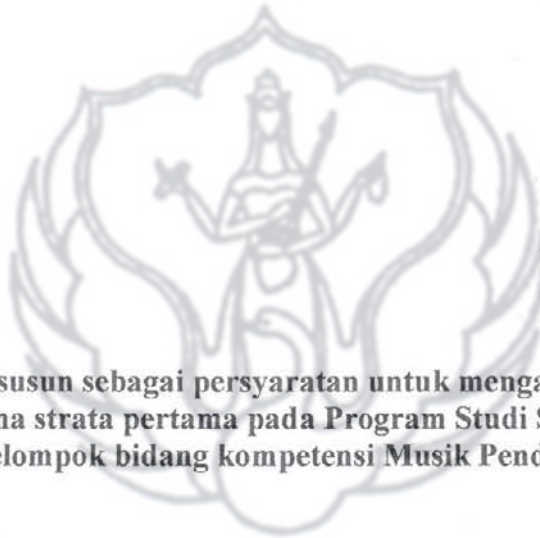 susun sebagai persyaratan untuk menga
na strata pertama pada Program Studi S
elompok bidang kompetensi Musik Pend